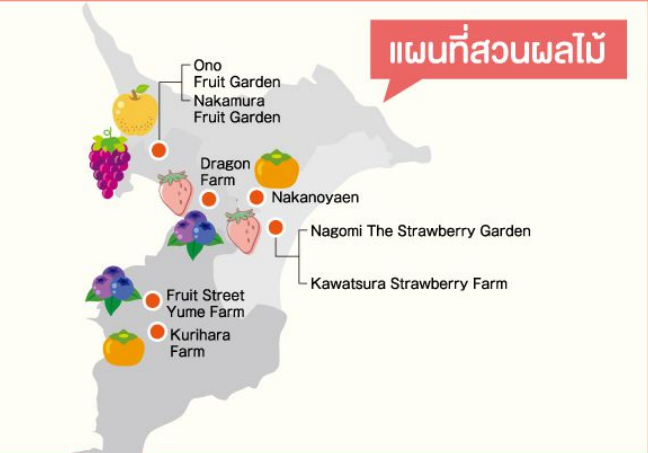 แผนที่สวนผลไม้
Ono
Fruit Garden
Nakamura
Fruit Garden
Dragon
Farm
Nakanoyaen
Nagomi The Strawberry Garden
Kawatsura Strawberry Farm
Fruit Street
Yume Farm
Kurihara
Farm